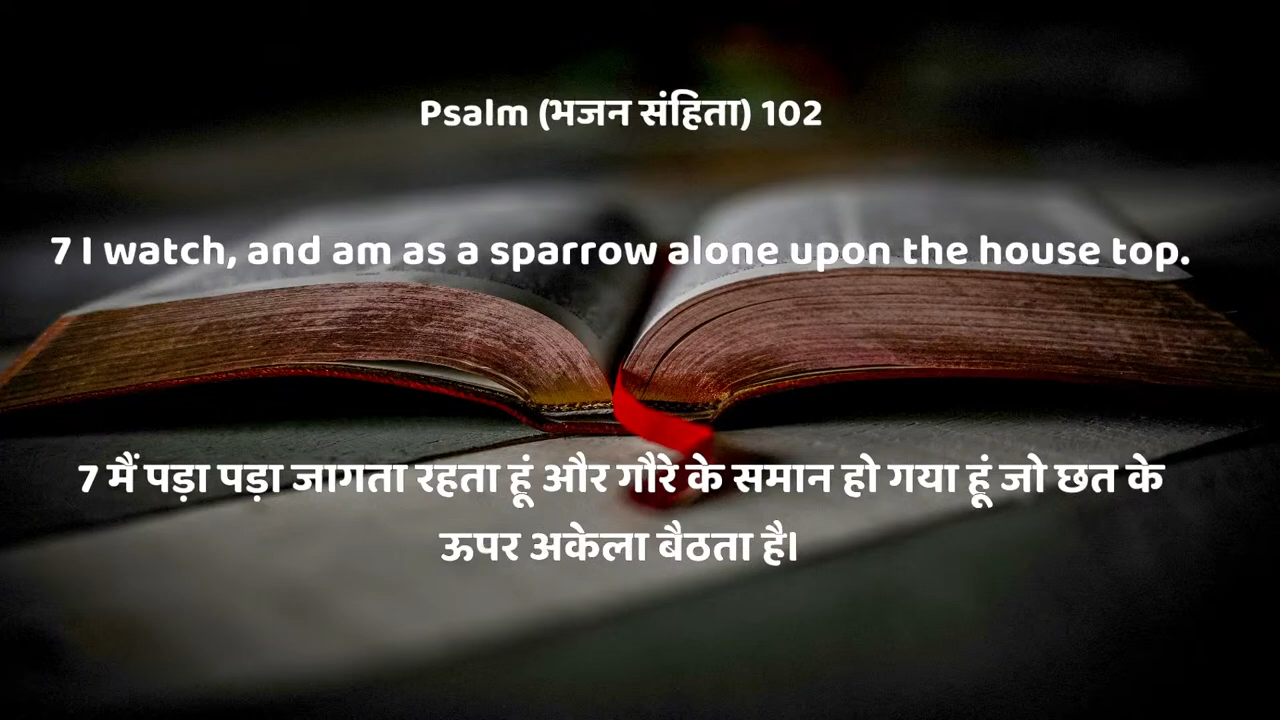 Psalm (भजन संहिता) 102
7 I watch, and am as a sparrow alone upon the house top.
7 मैं पड़ा पड़ा जागता रहता हूं और गौरे के समान हो गया हूं जो छत के
ऊपर अकेला बैठता है।